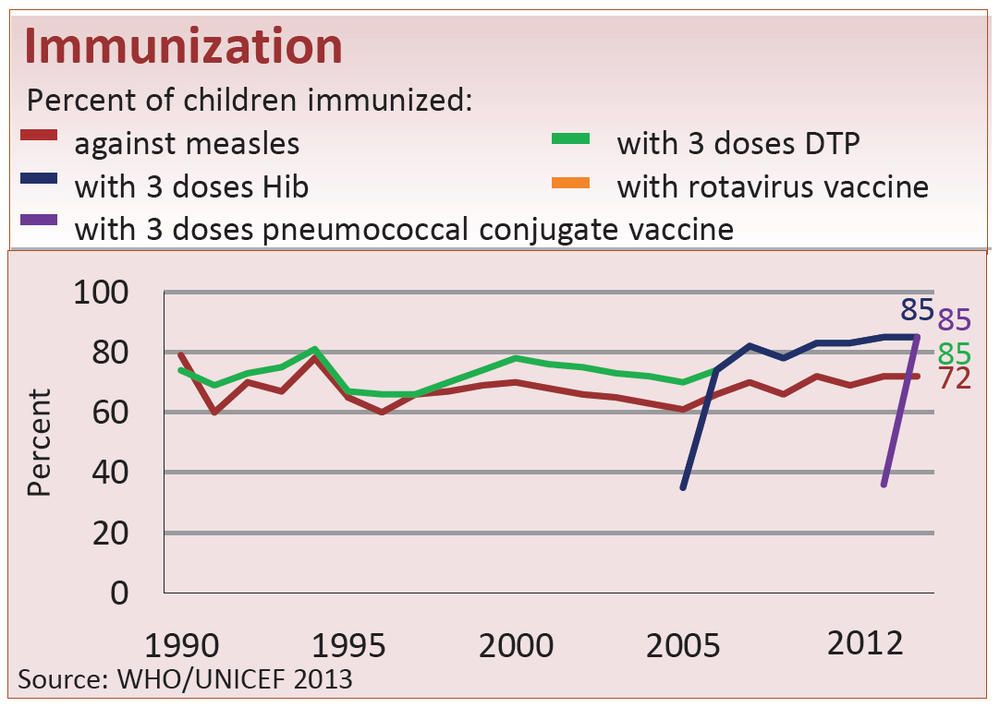 Immunization
Percent of children immunized:
against measles
with 3 doses DTP
with 3 doses Hib
with rotavirus vaccine
with 3 doses pneumococcal conjugate vaccine
100
80
60
40
20
0
Percent
85
85
85
72
1990 1995 2000 2005 2012
Source: WHO/UNICEF 2013